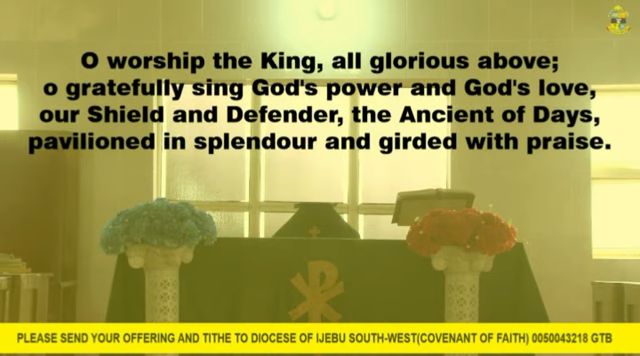 O worship the King, all glorious above;
o gratefully sing God's power and God's love,
our Shield and Defender, the Ancient of Days,
pavilioned in splendour and girded with praise.
PLEASE SEND YOUR OFFERING AND TITHE TO DIOCESE OF IJEBU SOUTH-WEST(COVENANT OF FAITH) 0050043218 GTB